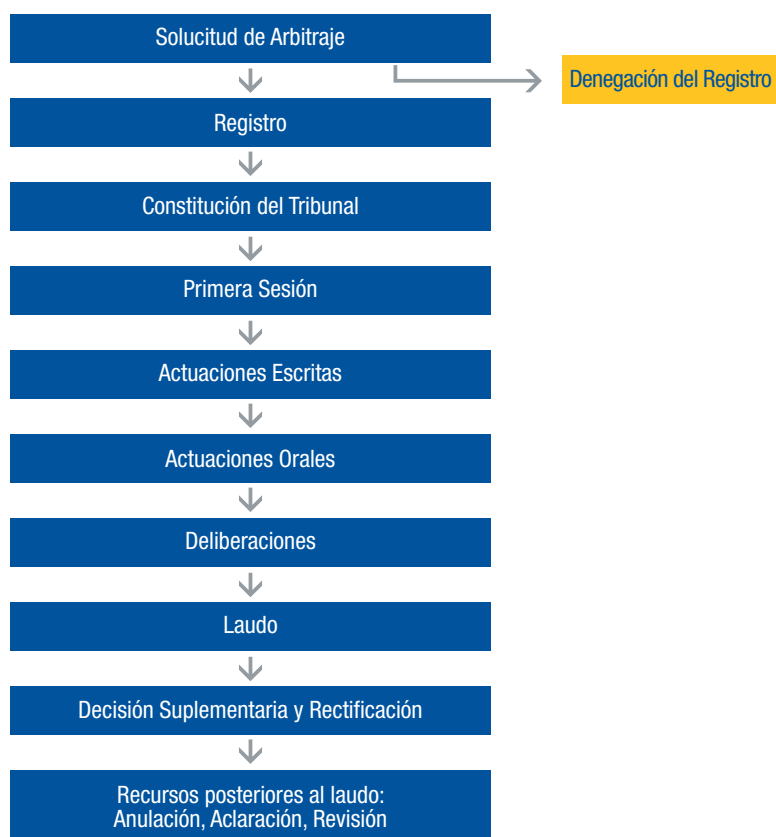 Solucitud de Arbitraje
Denegación del Registro
Registro
Constitución del Tribunal
Primera Sesión
Actuaciones Escritas
Actuaciones Orales
Deliberaciones
Laudo
Decisión Suplementaria y Rectificación
Recursos posteriores al laudo:
Anulación, Aclaración, Revisión